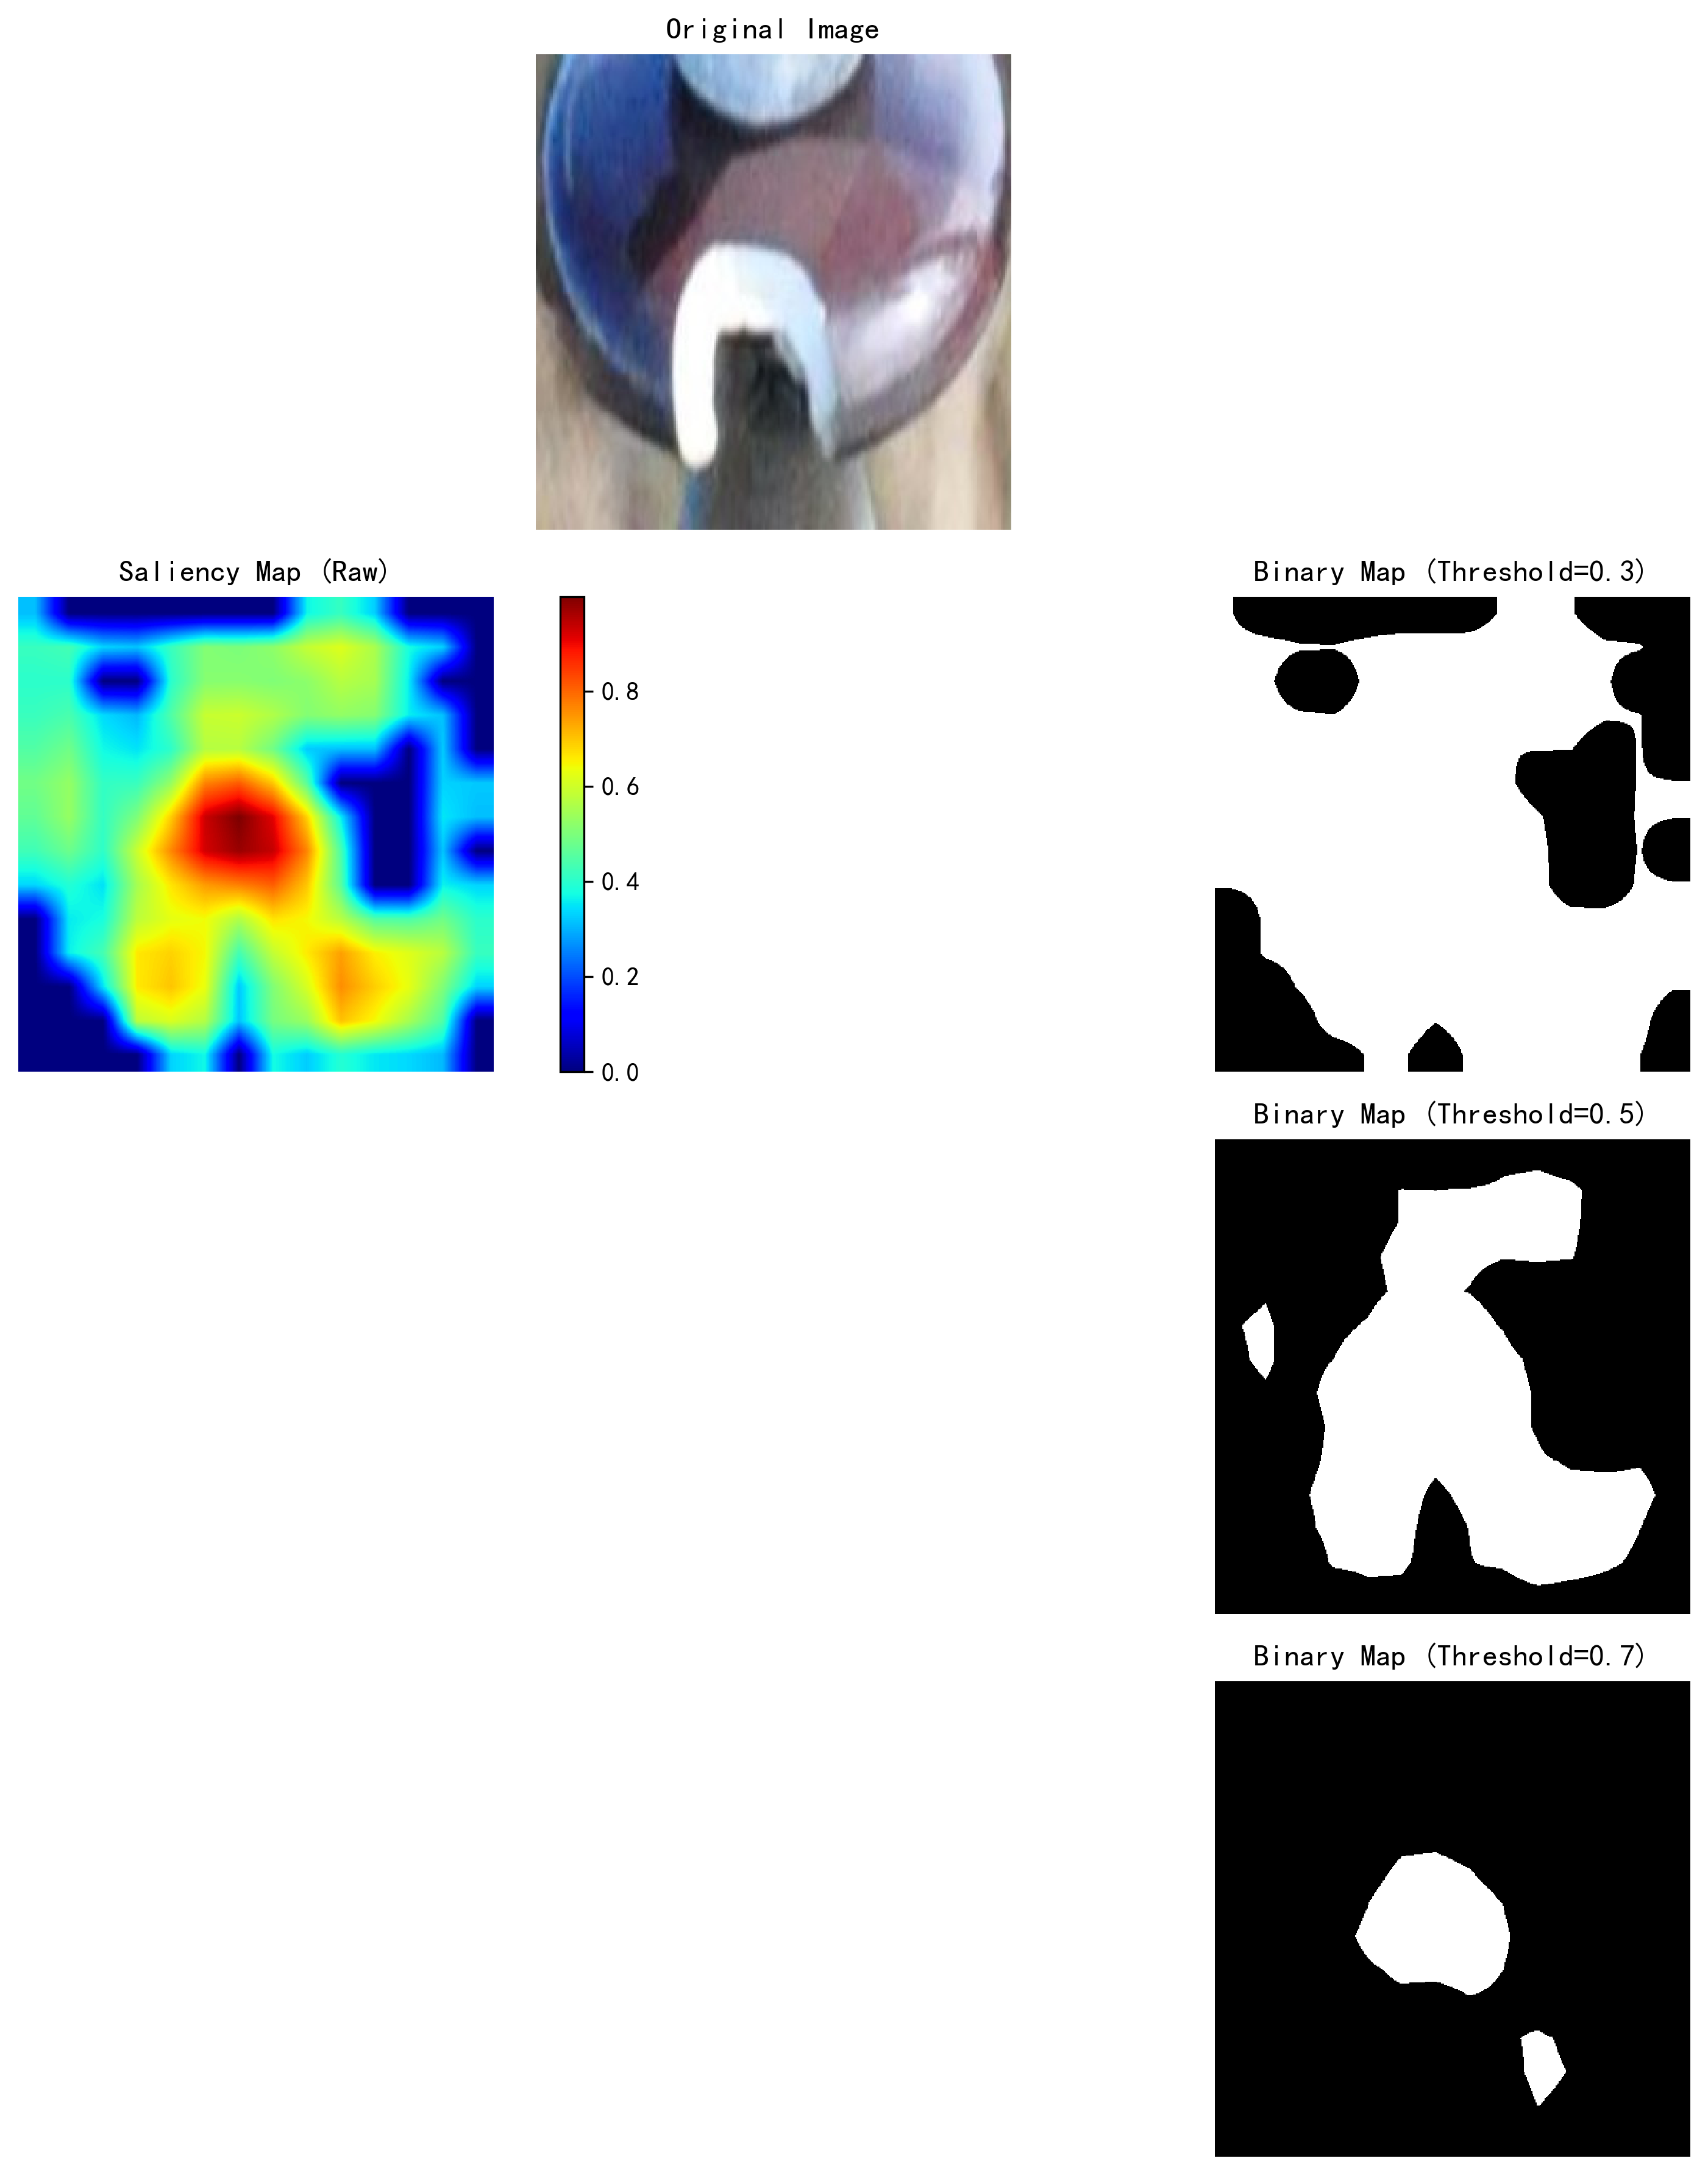 Original Image
Saliency Map (Raw)
Binary Map (Threshold=0.3)
0.8
0.6
0.4
0.2
0.0
Binary Map (Threshold=0.5)
Binary Map (Threshold=0.7)